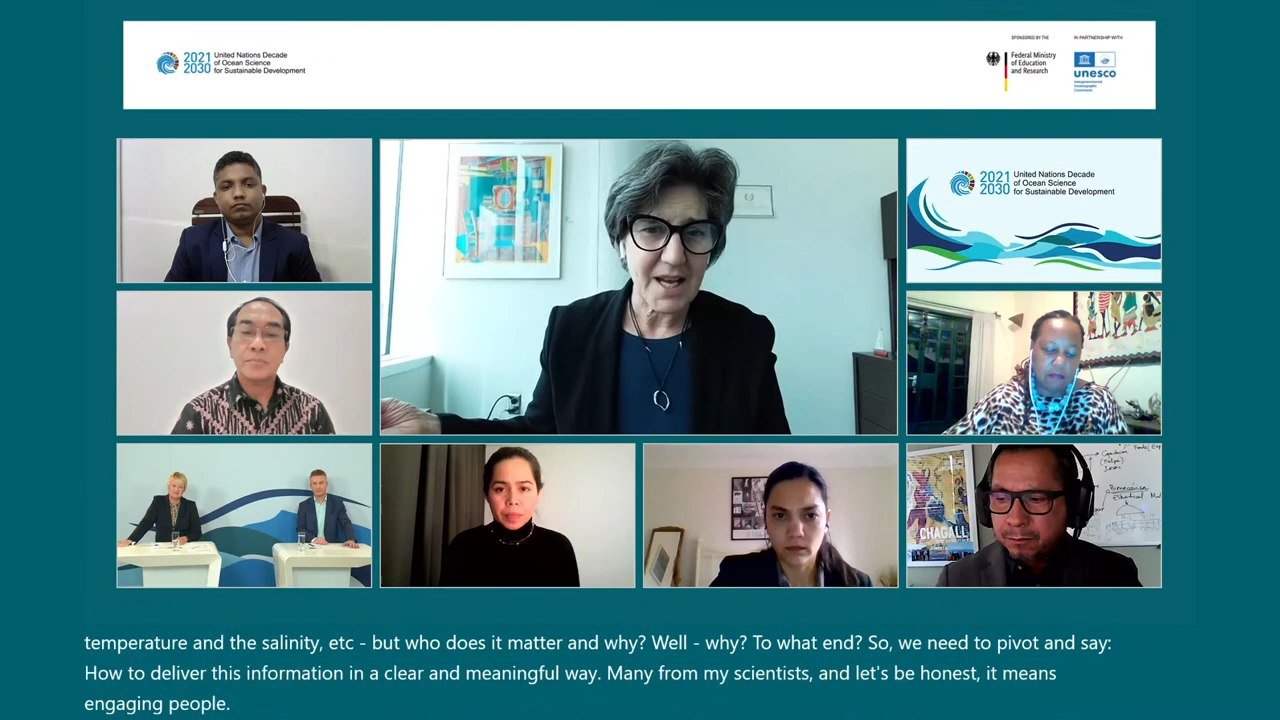 2021
2030
United Nations Decade
of Ocean Science
for Sustainable Development
SPONSORED BY THE
Federal Ministry
of Education
and Research
IN PARTNERSHIP WITH
unesco
Intergovernmental
Oceanographic
Commission
2021
2030
United Nations Decade
of Ocean Science
for Sustainable Development
CHAGALL
temperature and the salinity, etc - but who does it matter and why? Well - why? To what end? So, we need to pivot and say:
How to deliver this information in a clear and meaningful way. Many from my scientists, and let's be honest, it means
engaging people.